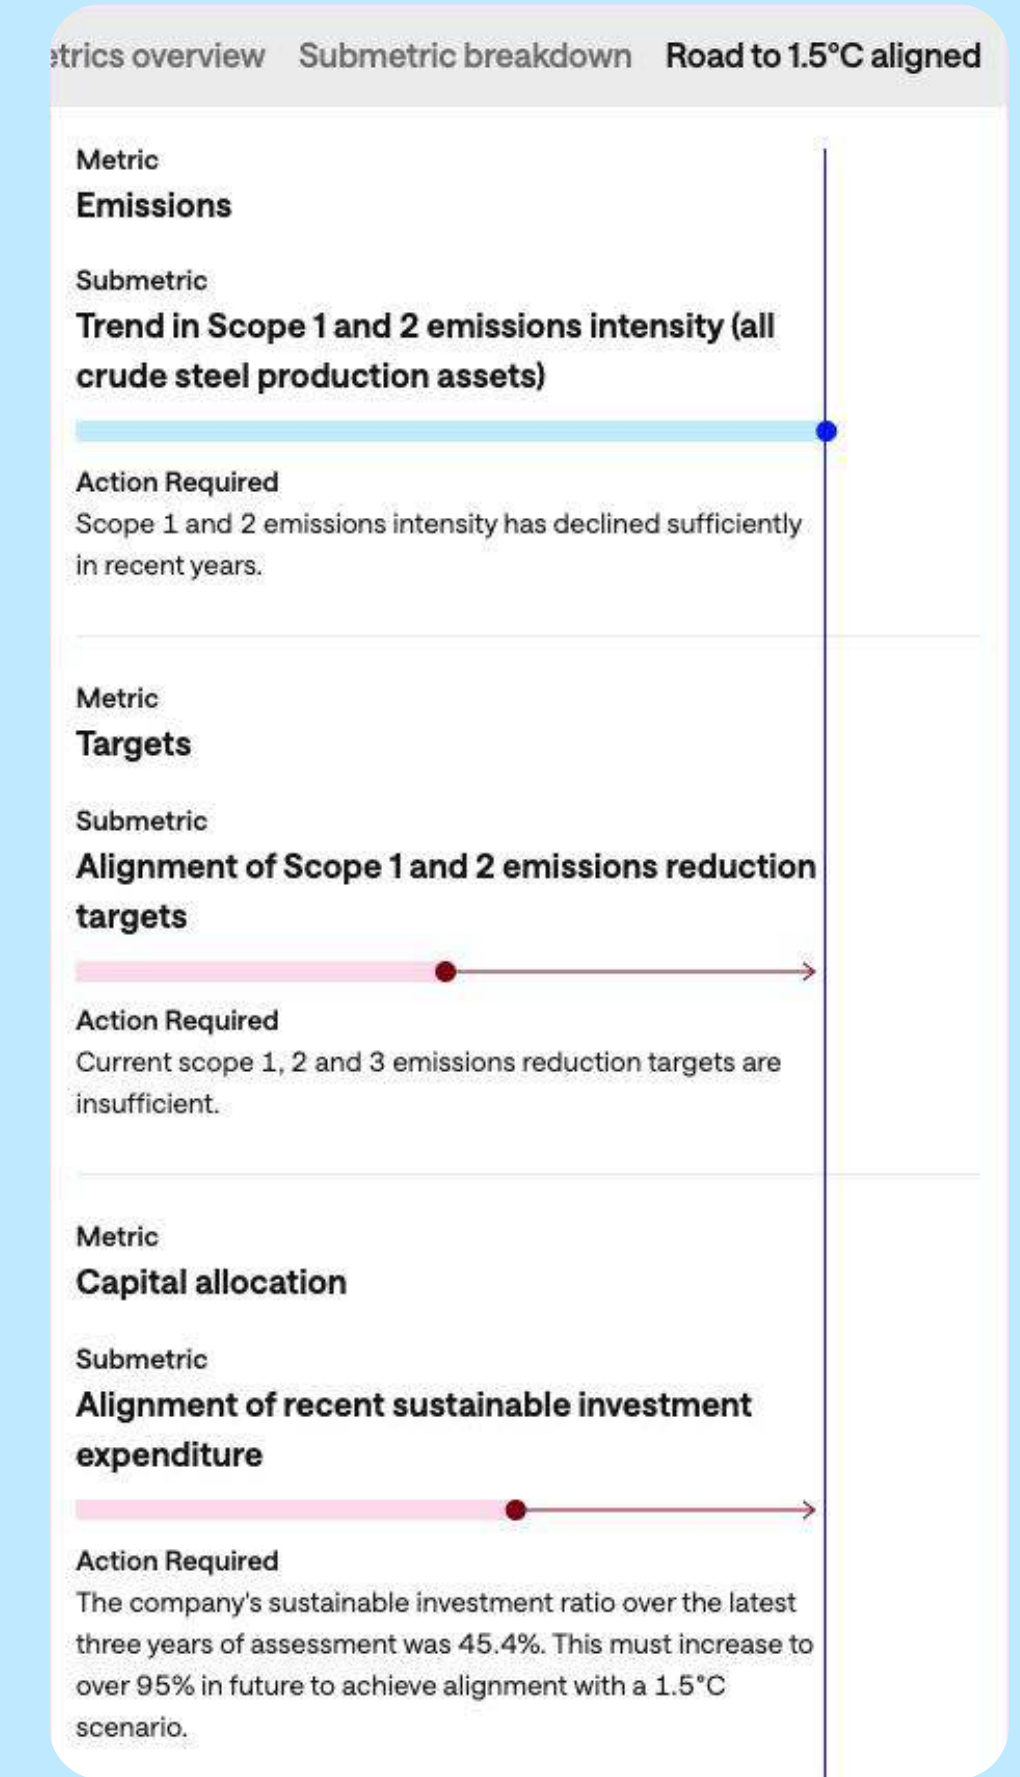 etrics overview Submetric breakdown Road to 1.5°C aligned
Metric
Emissions
Submetric
Trend in Scope 1 and 2 emissions intensity (all
crude steel production assets)
Action Required
Scope 1 and 2 emissions intensity has declined sufficiently
in recent years.
Metric
Targets
Submetric
Alignment of Scope 1 and 2 emissions reduction
targets
Action Required
Current scope 1, 2 and 3 emissions reduction targets are
insufficient.
Metric
Capital allocation
Submetric
Alignment of recent sustainable investment
expenditure
Action Required
The company's sustainable investment ratio over the latest
three years of assessment was 45.4%. This must increase to
over 95% in future to achieve alignment with a 1.5°C
scenario.